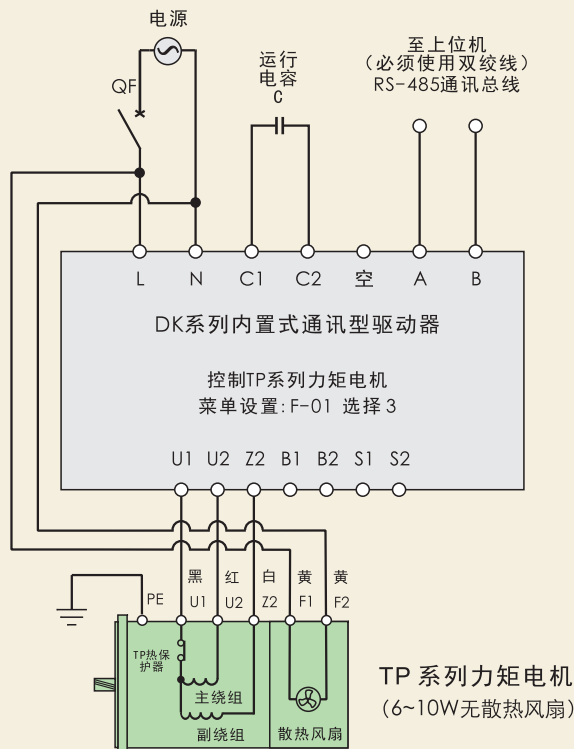 电源
QF
运行
电容
C
至上位机
（必须使用双绞线）
RS-485通讯总线
L N C1 C2 空 A B
DK系列内置式通讯型驱动器
控制TP系列力矩电机
菜单设置：F-01 选择 3
U1 U2 Z2 B1 B2 S1 S2
黑 红 白 黄 黄
PE U1 U2 Z2 F1 F2
TP热保
护器
主绕组
副绕组
散热风扇
TP 系列力矩电机
（6~10W无散热风扇）